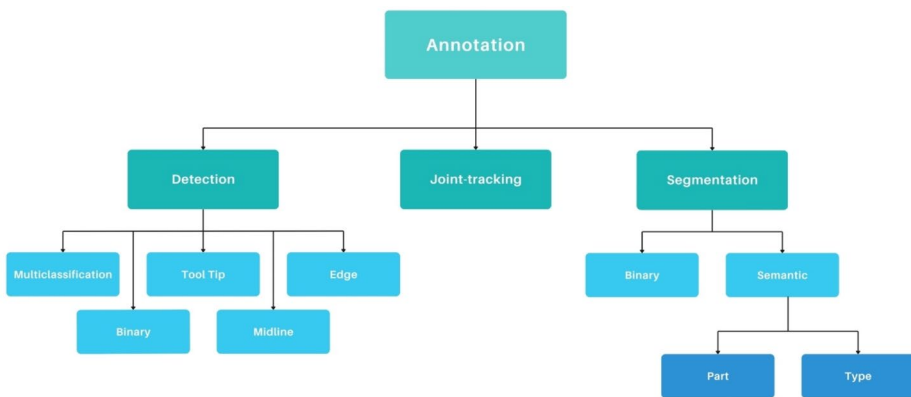 Annotation
Detection
Joint-tracking
Segmentation
Multiclassification
Tool Tip
Edge
Binary
Midline
Binary
Semantic
Part
Type